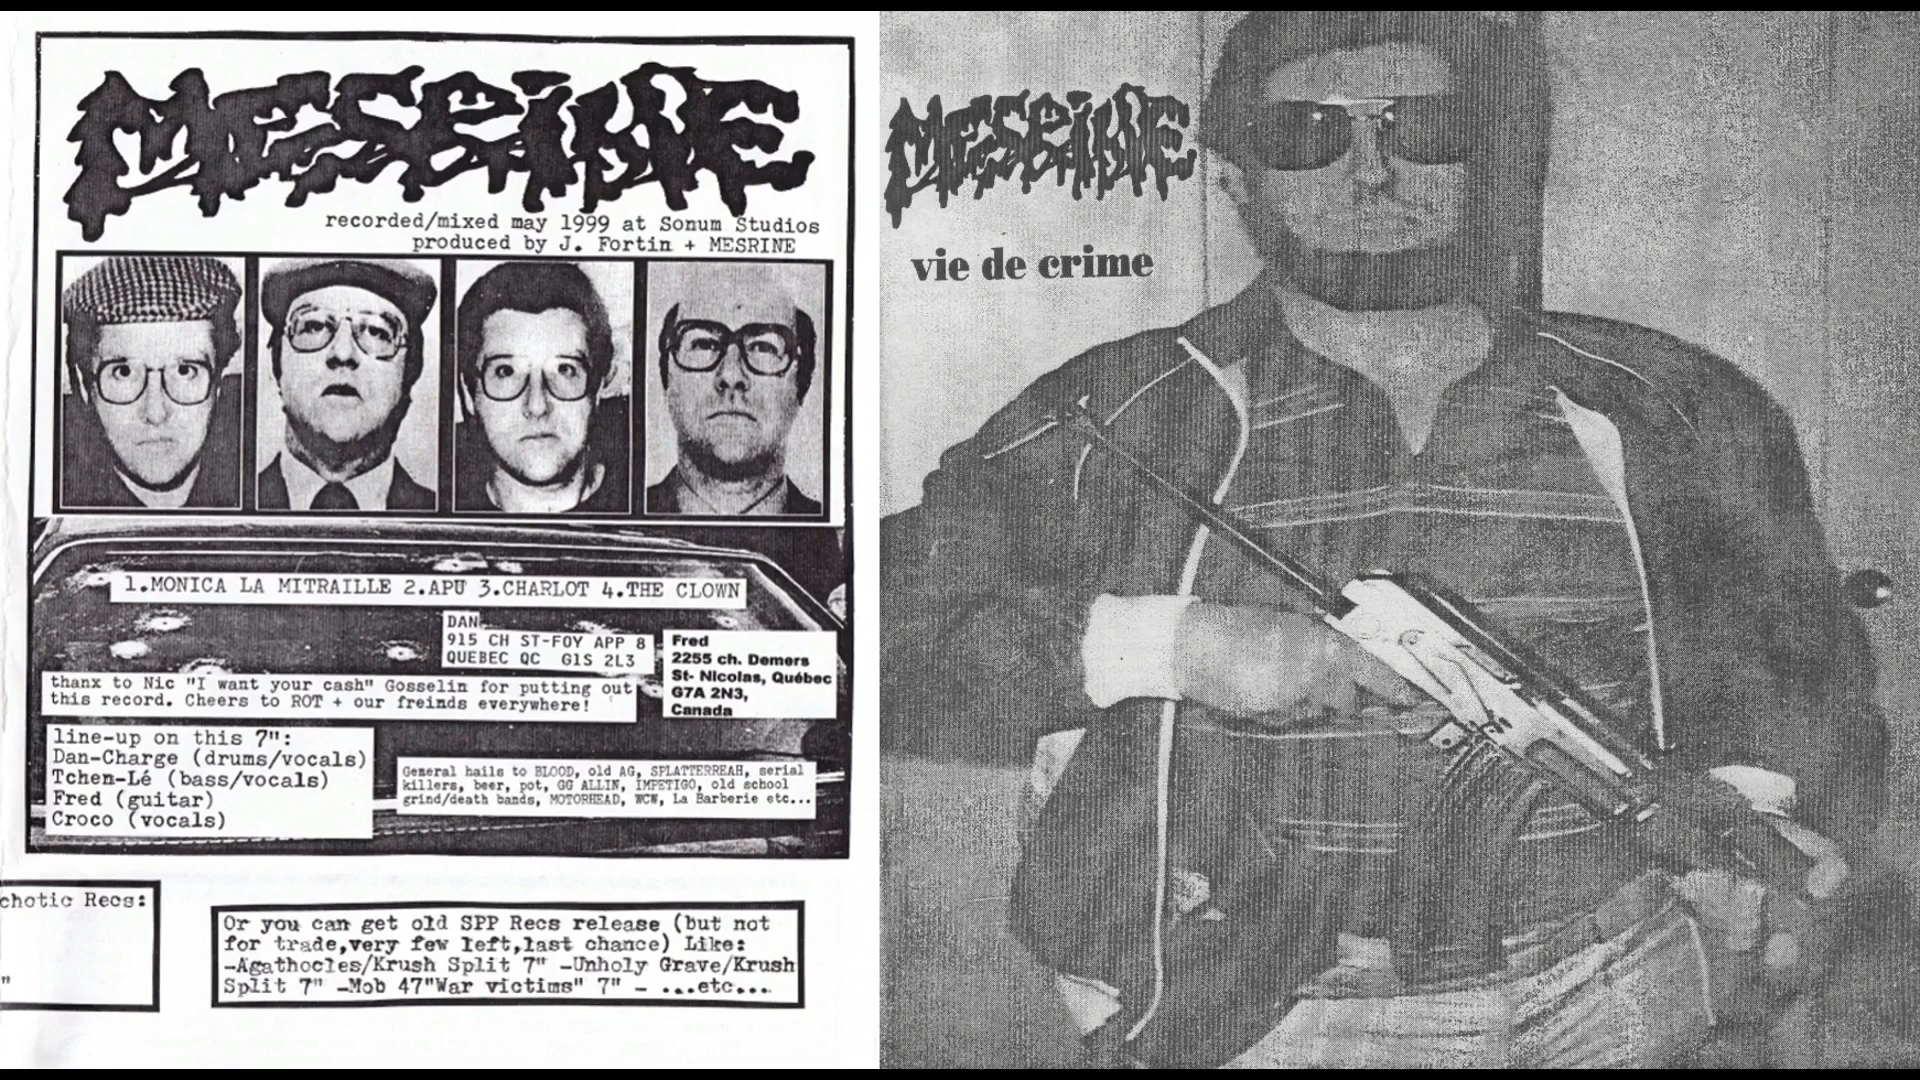 MESRINE
recorded/mixed may 1999 at Sonum Studios
produced by J. Fortin + MESRINE
1.MONICA LA MITRAILLE 2.APU 3.CHARLOT 4.THE CLOWN
DAN
915 CH ST-FOY APP 8
QUEBEC QC G1S 2L3
Fred
2255 ch. Demers
St- Nicolas, Québec
G7A 2N3,
Canada
thanx to Nic "I want your cash" Gosselin for putting out
this record. Cheers to ROT + our freinds everywhere!
line-up on this 7":
Dan-Charge (drums/vocals)
Tchen-Lé (bass/vocals)
Fred (guitar)
Croco (vocals)
General hails to BLOOD, old AG, SPLATTERREAH, serial
killers, beer, pot, GG ALLIN, IMPETIGO, old school
grind/death bands, MOTORHEAD, WCW, La Barberie etc...
chotic Recs:
"
Or you can get old SPP Recs release (but not
for trade,very few left,last chance) Like:
-Agathocles/Krush Split 7" -Unholy Grave/Krush
Split 7" -Mob 47"War victims" 7" - ...etc...
MESRINE
vie de crime